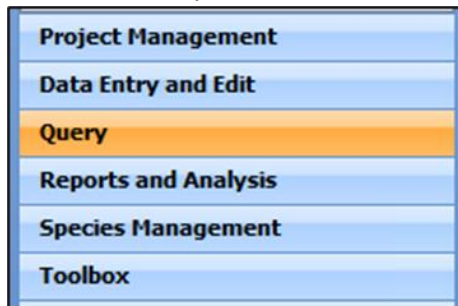 Project Management
Data Entry and Edit
Query
Reports and Analysis
Species Management
Toolbox